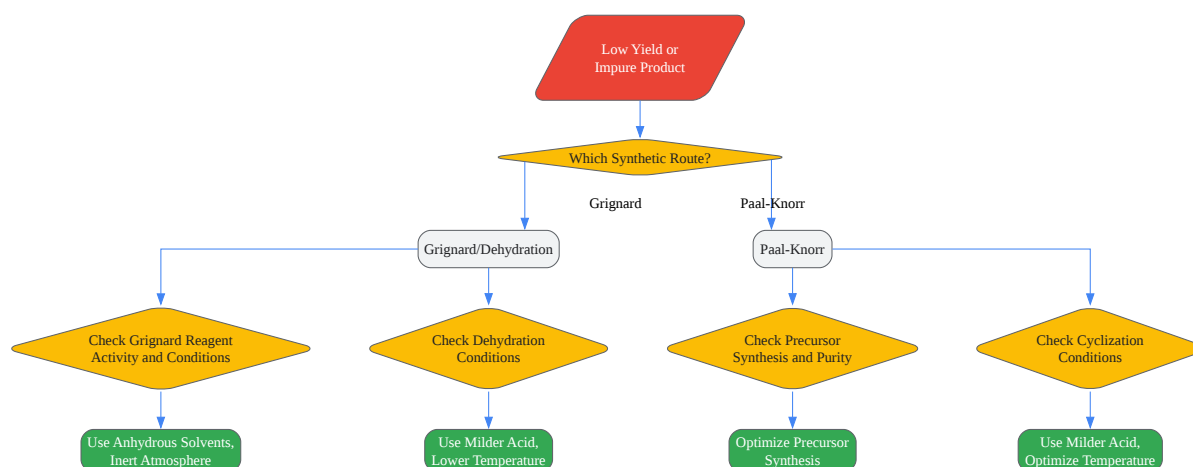 Low Yield or
Impure Product
Which Synthetic Route?
Grignard
Paal-Knorr
Grignard/Dehydration
Paal-Knorr
Check Grignard Reagent
Activity and Conditions
Check Dehydration
Conditions
Check Precursor
Synthesis and Purity
Check Cyclization
Conditions
Use Anhydrous Solvents,
Inert Atmosphere
Use Milder Acid,
Lower Temperature
Optimize Precursor
Synthesis
Use Milder Acid,
Optimize Temperature